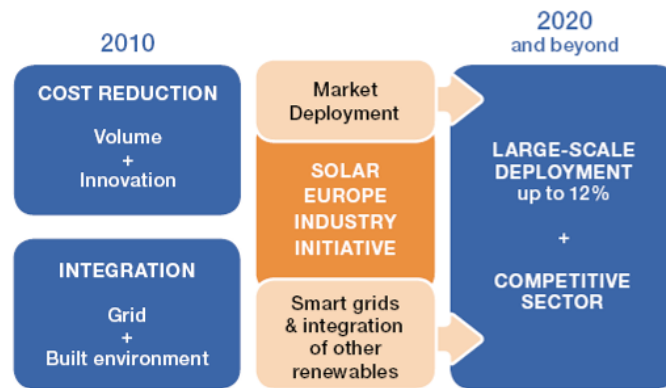 2010
COST REDUCTION
Volume
+
Innovation
INTEGRATION
Grid
+
Built environment
Market
Deployment
SOLAR
EUROPE
INDUSTRY
INITIATIVE
Smart grids
& integration
of other
renewables
2020
and beyond
LARGE-SCALE
DEPLOYMENT
up to 12%
+
COMPETITIVE
SECTOR